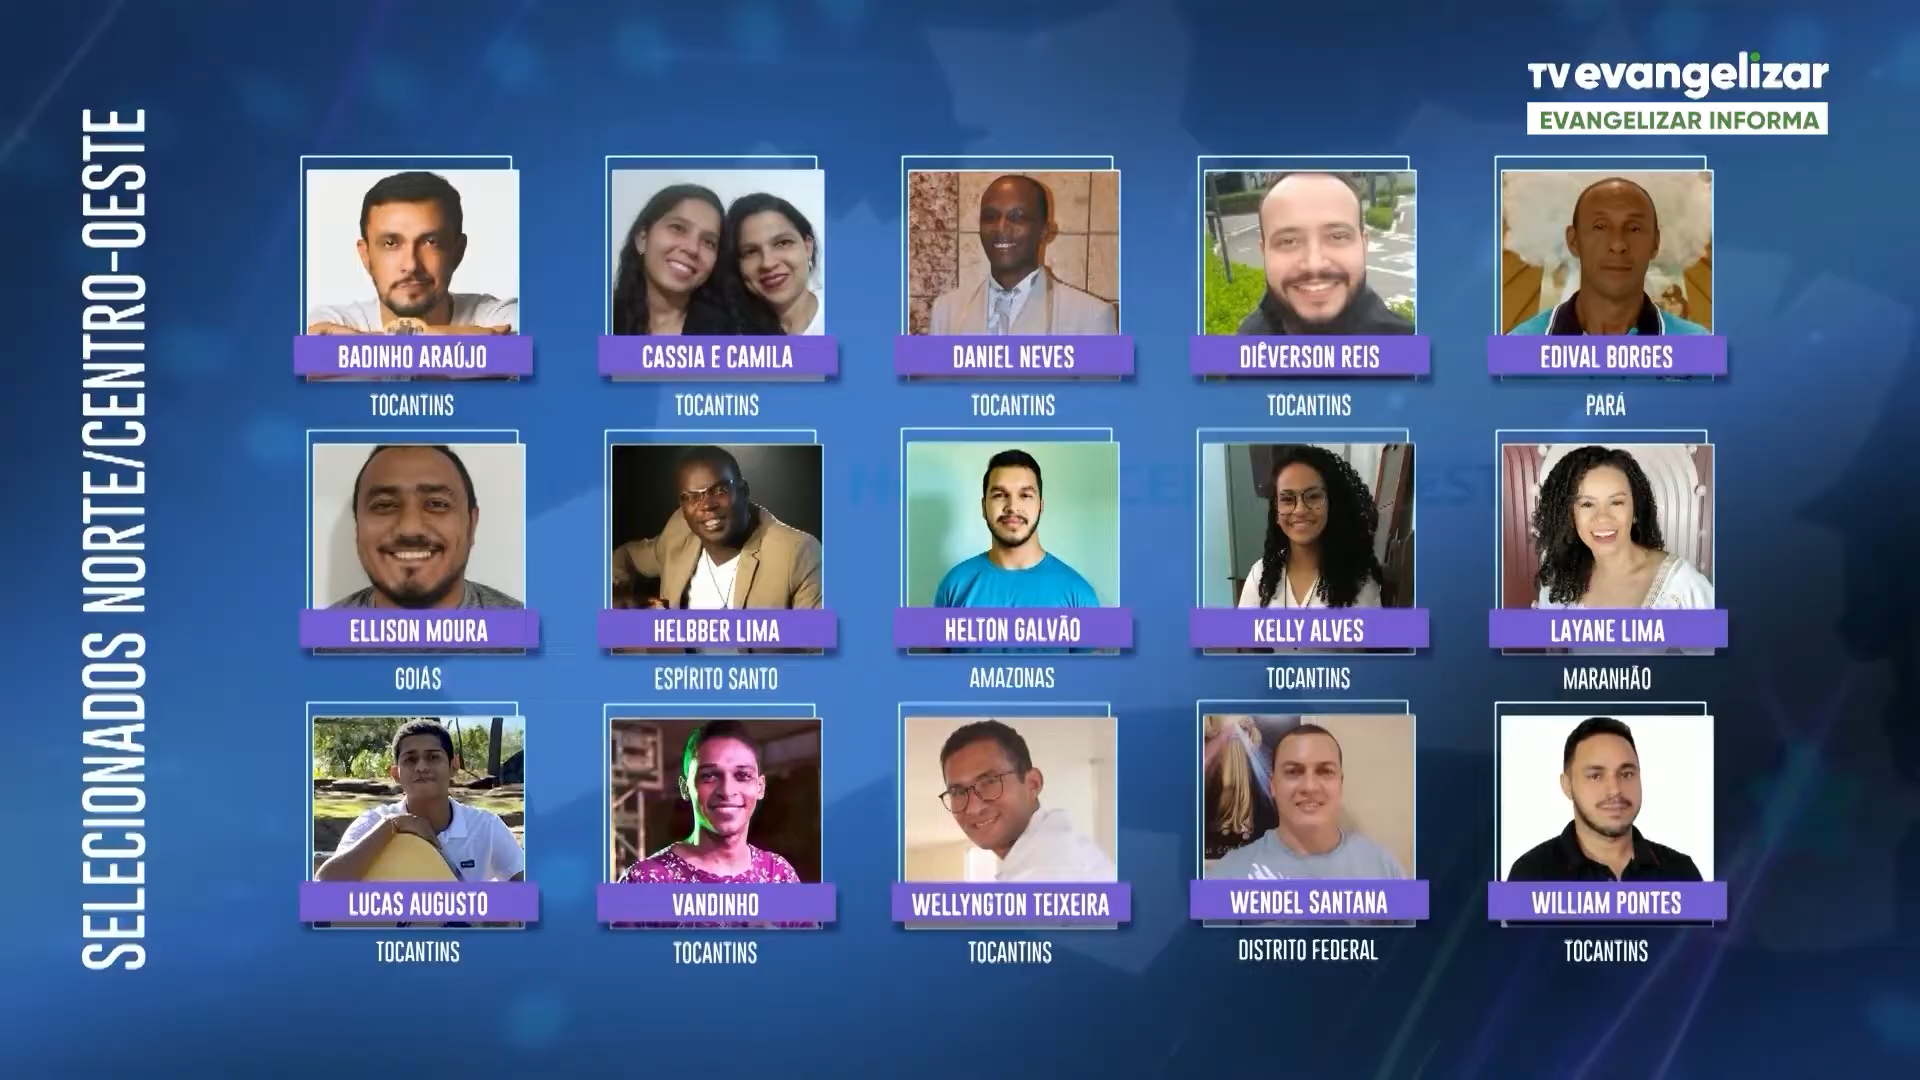 TV evangelizar
EVANGELIZAR INFORMA
SELECIONADOS NORTE/CENTRO-OESTE
BADINHO ARAÚJO
TOCANTINS
CASSIA E CAMILA
TOCANTINS
DANIEL NEVES
TOCANTINS
DIÊVERSON REIS
TOCANTINS
EDIVAL BORGES
PARÁ
ELLISON MOURA
GOIÁS
HELBBER LIMA
ESPÍRITO SANTO
HELTON GALVÃO
AMAZONAS
KELLY ALVES
TOCANTINS
LAYANE LIMA
MARANHÃO
LUCAS AUGUSTO
TOCANTINS
VANDINHO
TOCANTINS
WELLYNGTON TEIXEIRA
TOCANTINS
WENDEL SANTANA
DISTRITO FEDERAL
WILLIAM PONTES
TOCANTINS